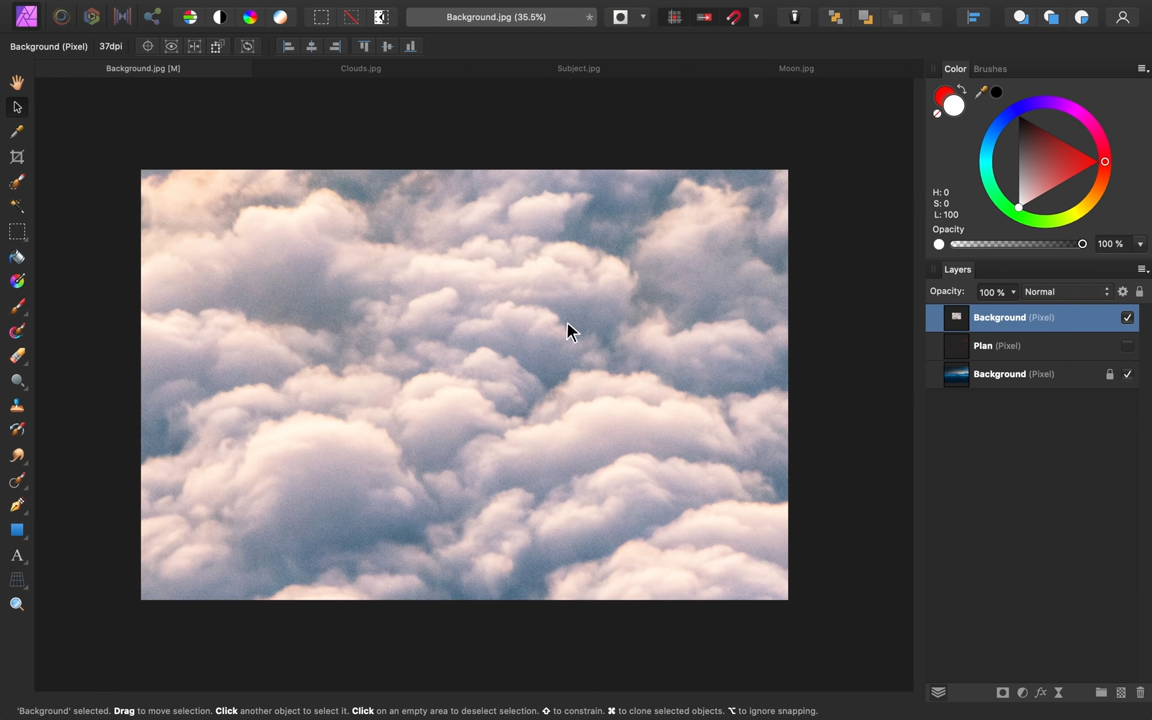 Background.jpg (35.5%)
Background (Pixel) 37dpi
Background.jpg [M] Clouds.jpg Subject.jpg Moon.jpg
Color Brushes
H: 0
S: 0
L: 100
Opacity
100 %
Layers
Opacity: 100 % Normal
Background (Pixel)
Plan (Pixel)
Background (Pixel)
A
fx
'Background' selected. Drag to move selection. Click another object to select it. Click on an empty area to deselect selection. ⇧ to constrain. ⌘ to clone selected objects. ⌥ to ignore snapping.